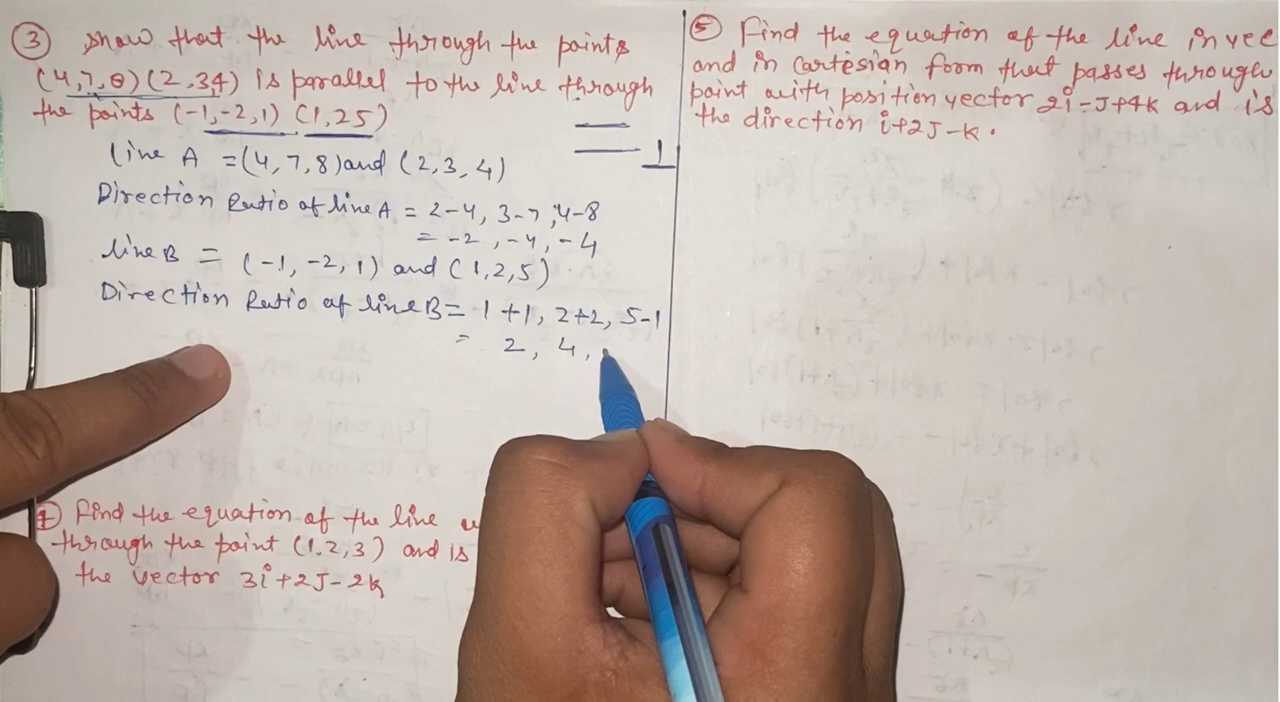 ③ show that the line through the points
(4,7,8) (2,34) is parallel to the line through
the points (-1,-2,1) (1,25)
line A = (4,7,8) and (2,3,4)
Direction Ratio of line A = 2-4, 3-7, 4-8
= -2, -4, -4
line B = (-1, -2, 1) and (1,2,5)
Direction Ratio of line B = 1+1, 2+2, 5-1
= 2, 4,
④ Find the equation of the line
through the point (1.2,3) and is
the vector 3i+2J-2k
⑤ Find the equation of the line in vec
and in cartesian form that passes through
point with position vector 2i-J+4K and is
the direction i+2J-K.